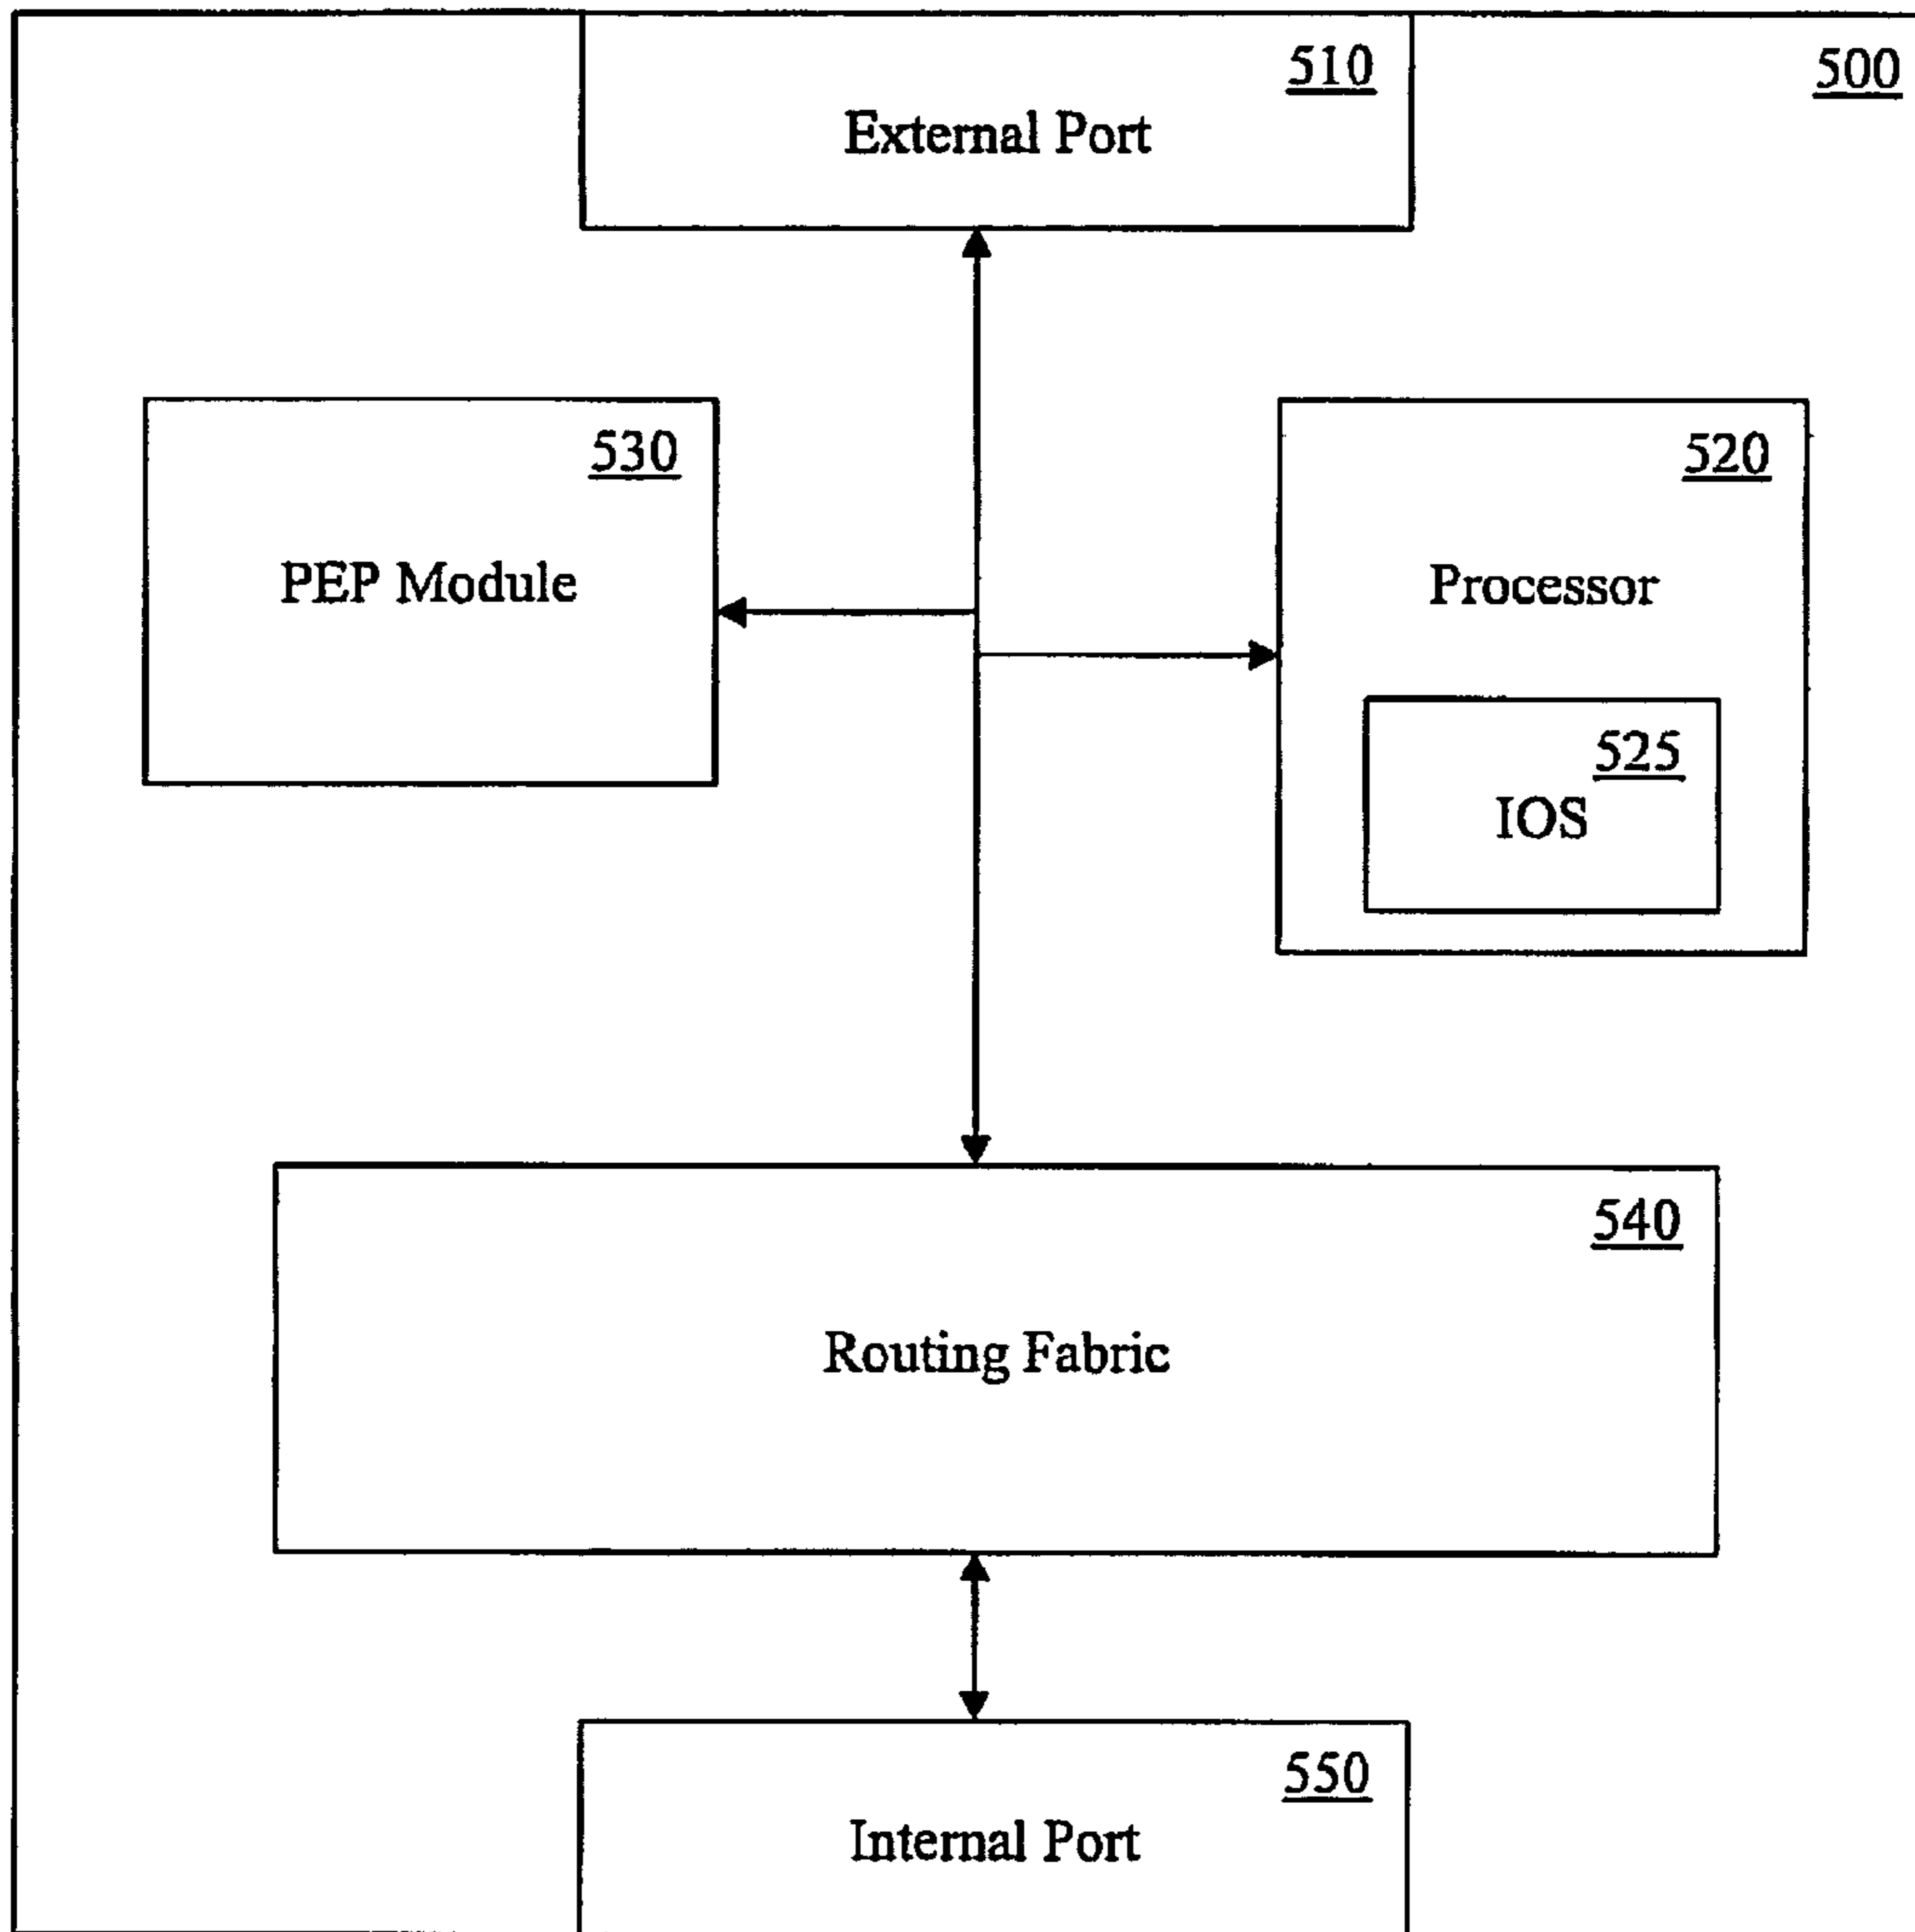 510
500
External Port
530
520
PEP Module
Processor
525
IOS
540
Routing Fabric
550
Internal Port